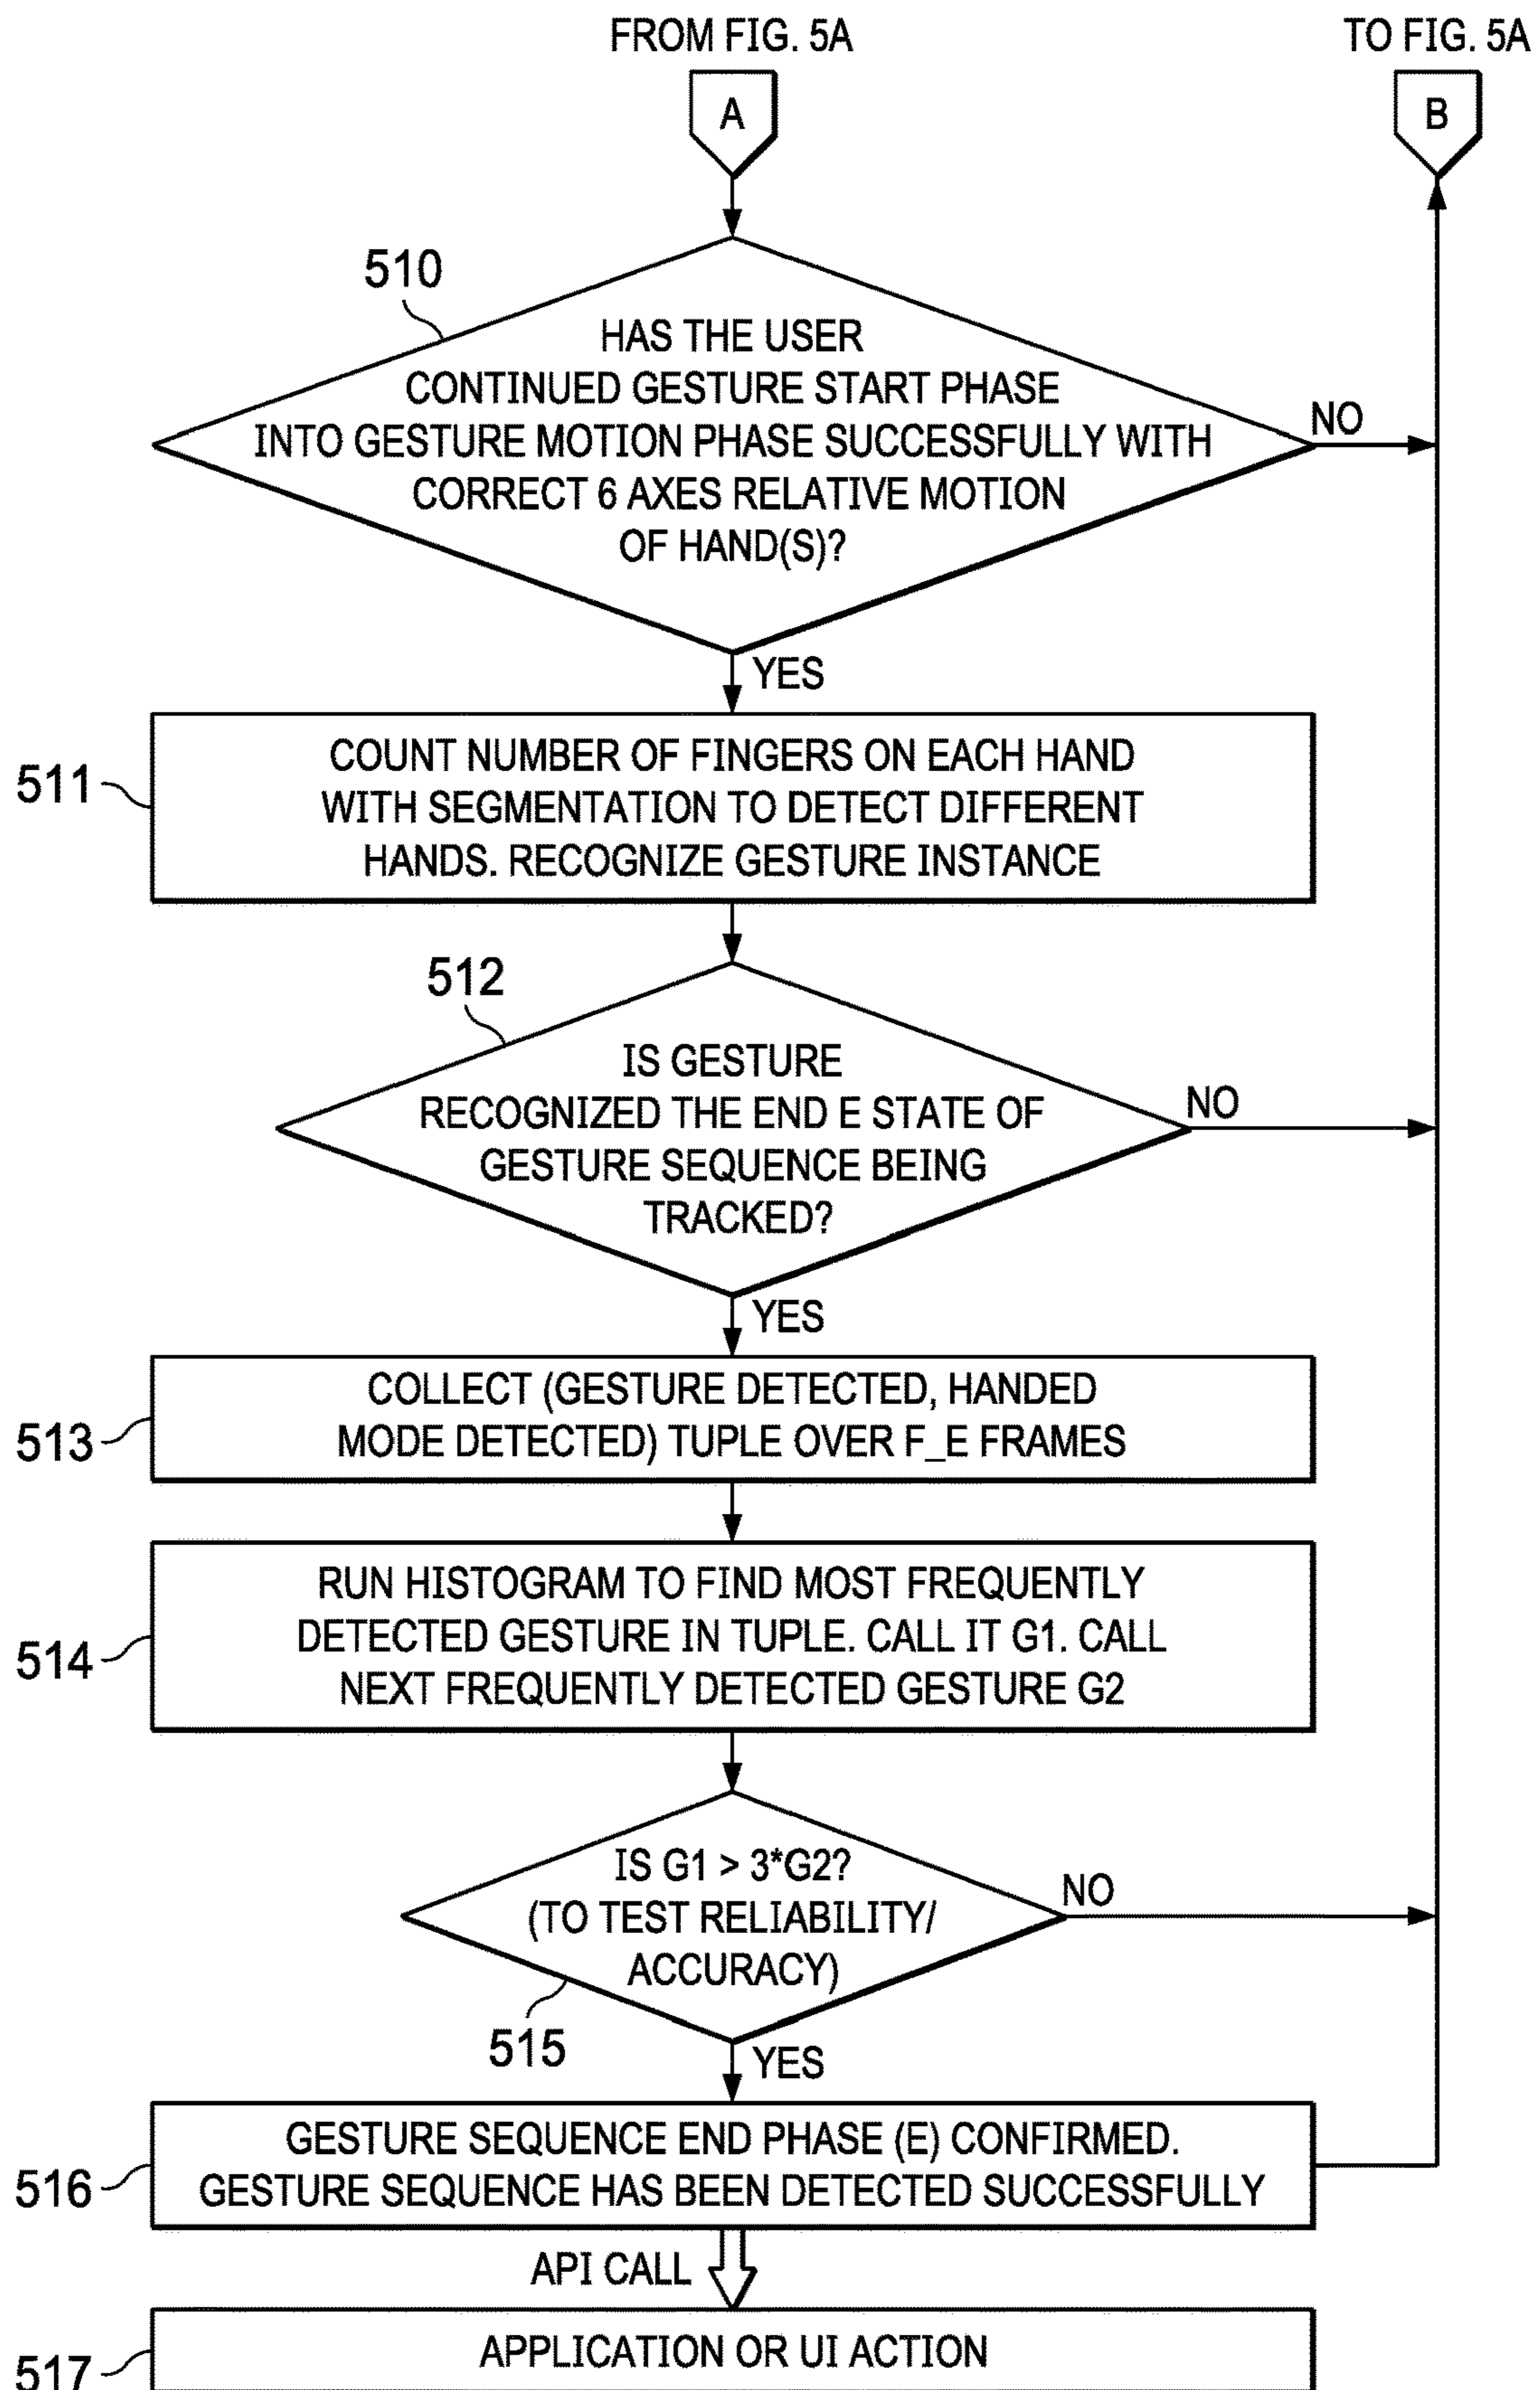 FROM FIG. 5A
TO FIG. 5A
A
B
510
HAS THE USER
CONTINUED GESTURE START PHASE
INTO GESTURE MOTION PHASE SUCCESSFULLY WITH
CORRECT 6 AXES RELATIVE MOTION
OF HAND(S)?
NO
YES
511
COUNT NUMBER OF FINGERS ON EACH HAND
WITH SEGMENTATION TO DETECT DIFFERENT
HANDS. RECOGNIZE GESTURE INSTANCE
512
IS GESTURE
RECOGNIZED THE END E STATE OF
GESTURE SEQUENCE BEING
TRACKED?
NO
YES
513
COLLECT (GESTURE DETECTED, HANDED
MODE DETECTED) TUPLE OVER F_E FRAMES
514
RUN HISTOGRAM TO FIND MOST FREQUENTLY
DETECTED GESTURE IN TUPLE. CALL IT G1. CALL
NEXT FREQUENTLY DETECTED GESTURE G2
IS G1 > 3*G2?
(TO TEST RELIABILITY/
ACCURACY)
NO
515
YES
516
GESTURE SEQUENCE END PHASE (E) CONFIRMED.
GESTURE SEQUENCE HAS BEEN DETECTED SUCCESSFULLY
API CALL
517
APPLICATION OR UI ACTION